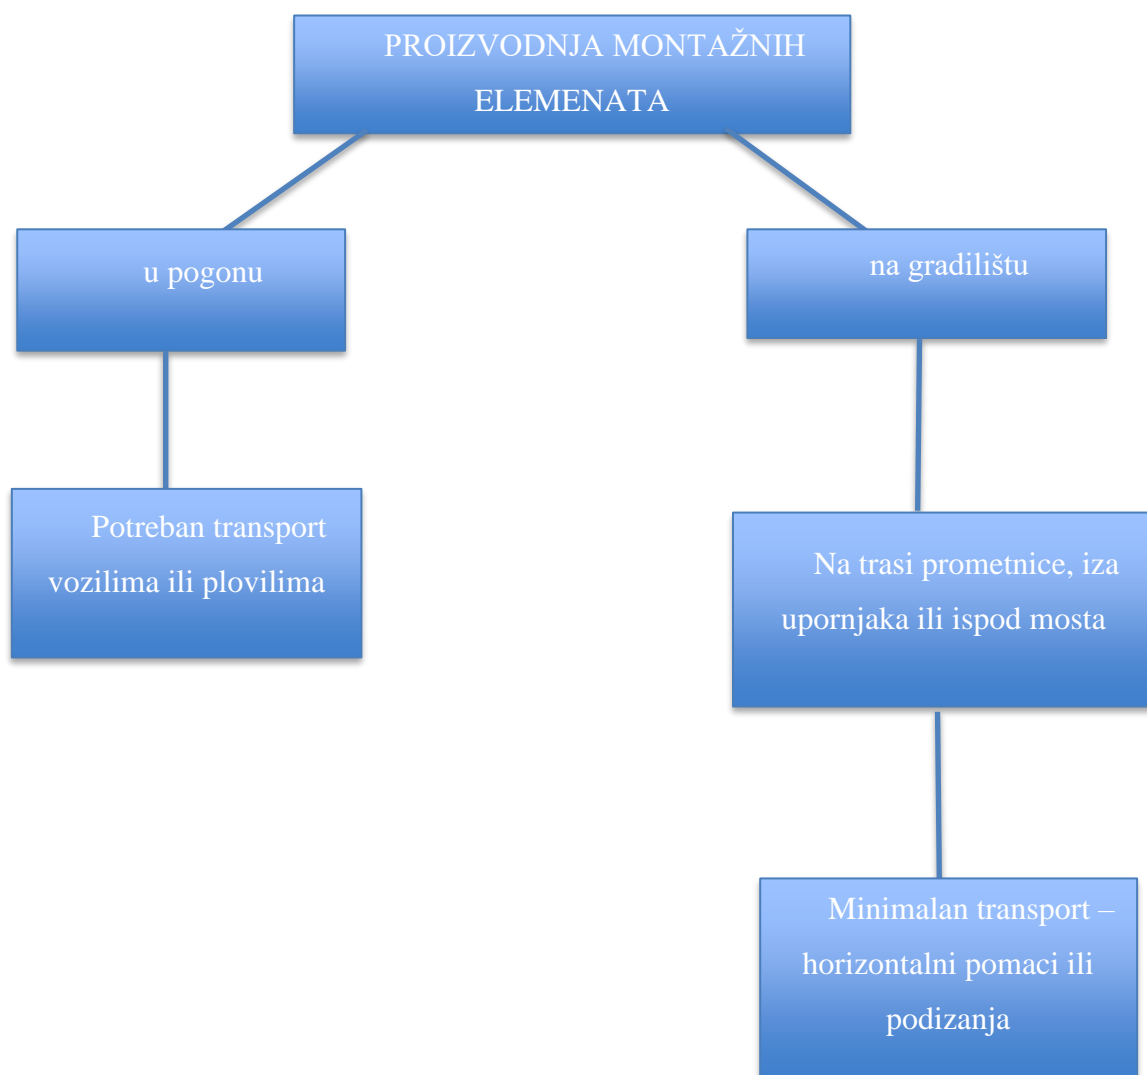 PROIZVODNJA MONTAŽNIH
ELEMENATA
u pogonu
na gradilištu
Potreban transport
vozilima ili plovilima
Na trasi prometnice, iza
upornjaka ili ispod mosta
Minimalan transport –
horizontalni pomaci ili
podizanja